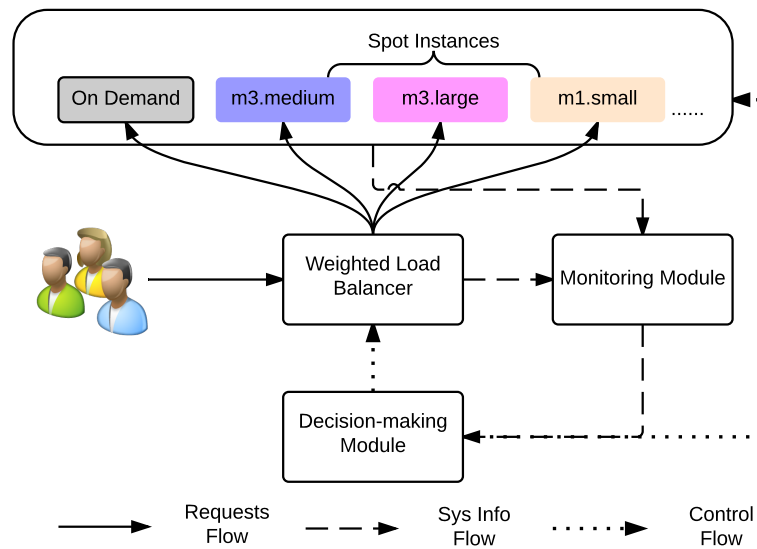 Spot Instances
On Demand
m3.medium
m3.large
m1.small
......
Weighted Load
Balancer
Monitoring Module
Decision-making
Module
Requests
Flow
Sys Info
Flow
Control
Flow